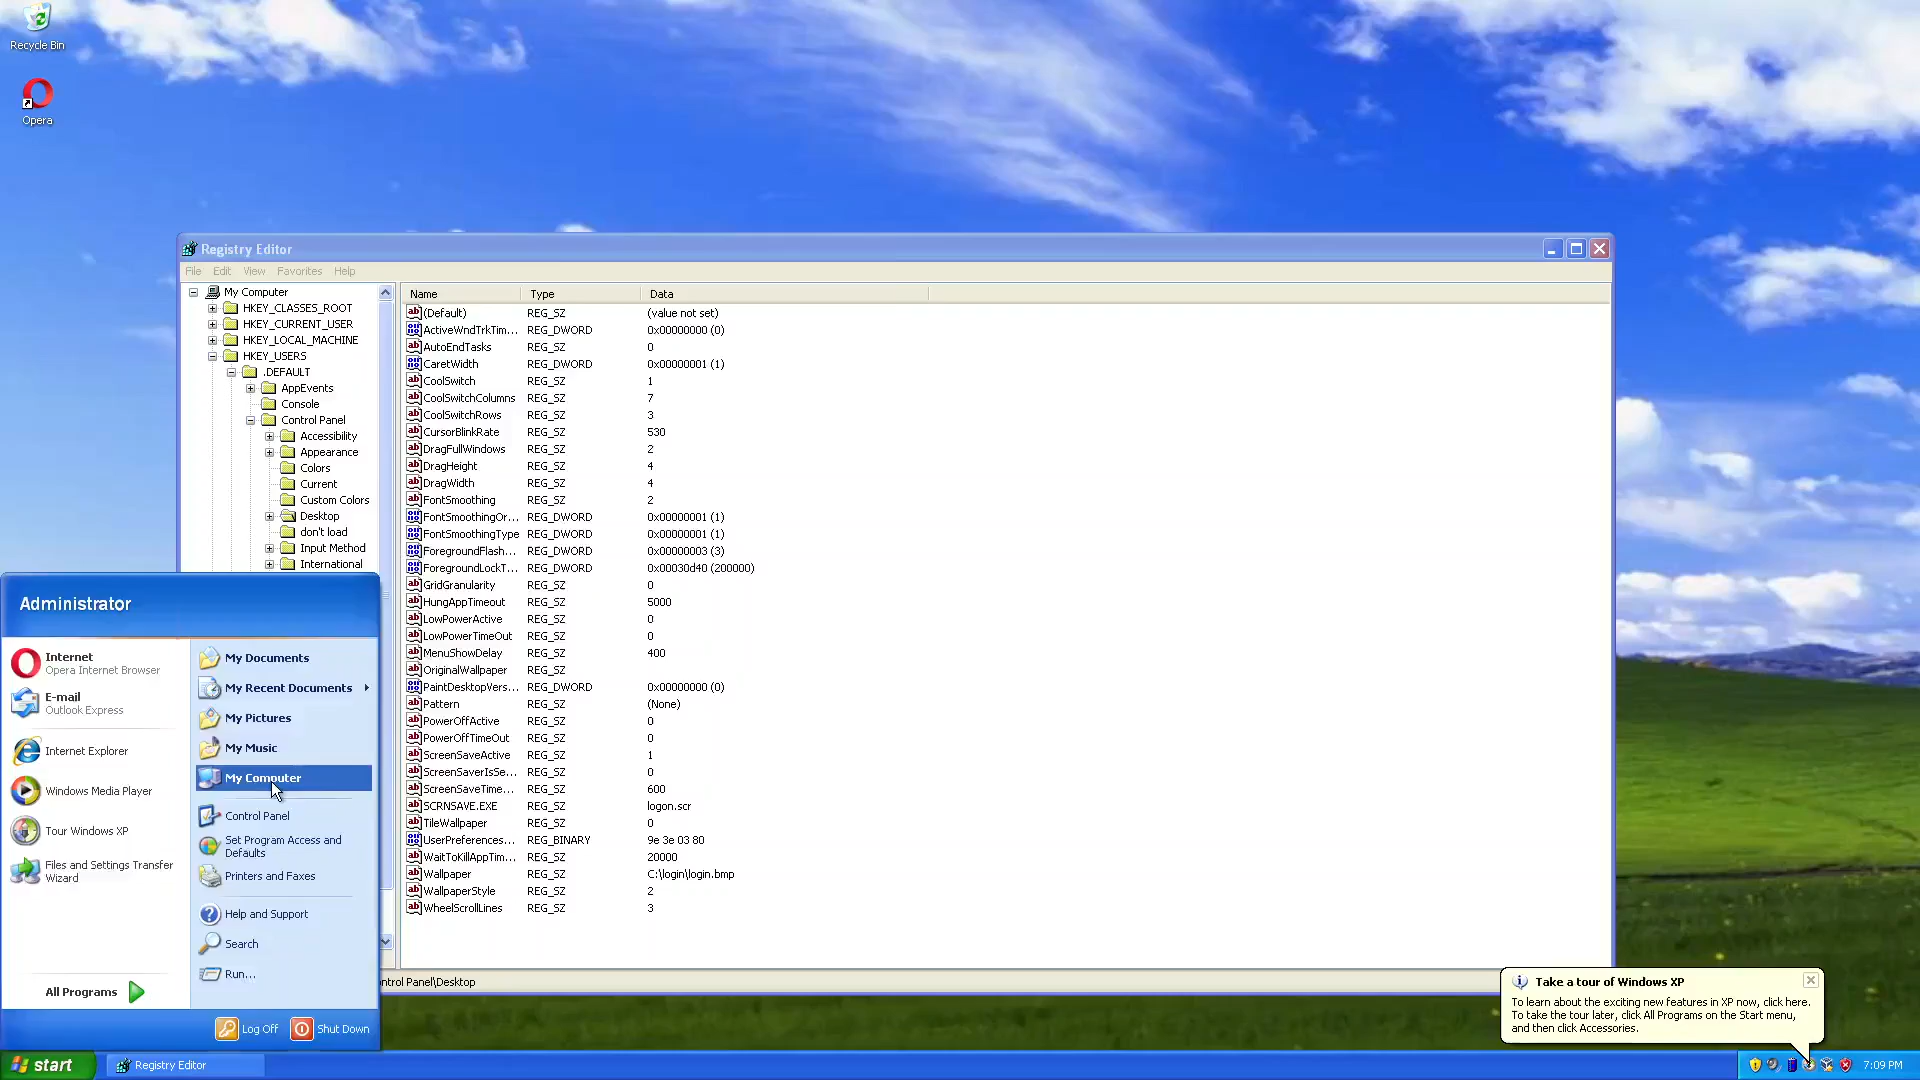 Recycle Bin
Opera
Registry Editor
File Edit View Favorites Help
My Computer
HKEY_CLASSES_ROOT
HKEY_CURRENT_USER
HKEY_LOCAL_MACHINE
HKEY_USERS
.DEFAULT
AppEvents
Console
Control Panel
Accessibility
Appearance
Colors
Current
Custom Colors
Desktop
don't load
Input Method
International
Name Type Data
(Default) REG_SZ (value not set)
ActiveWndTrkTim... REG_DWORD 0x00000000 (0)
AutoEndTasks REG_SZ 0
CaretWidth REG_DWORD 0x00000001 (1)
CoolSwitch REG_SZ 1
CoolSwitchColumns REG_SZ 7
CoolSwitchRows REG_SZ 3
CursorBlinkRate REG_SZ 530
DragFullWindows REG_SZ 2
DragHeight REG_SZ 4
DragWidth REG_SZ 4
FontSmoothing REG_SZ 2
FontSmoothingOr... REG_DWORD 0x00000001 (1)
FontSmoothingType REG_DWORD 0x00000001 (1)
ForegroundFlash... REG_DWORD 0x00000003 (3)
ForegroundLockT... REG_DWORD 0x00030d40 (200000)
GridGranularity REG_SZ 0
HungAppTimeout REG_SZ 5000
LowPowerActive REG_SZ 0
LowPowerTimeOut REG_SZ 0
MenuShowDelay REG_SZ 400
OriginalWallpaper REG_SZ
PaintDesktopVers... REG_DWORD 0x00000000 (0)
Pattern REG_SZ (None)
PowerOffActive REG_SZ 0
PowerOffTimeOut REG_SZ 0
ScreenSaveActive REG_SZ 1
ScreenSaverIsSe... REG_SZ 0
ScreenSaveTime... REG_SZ 600
SCRNSAVE.EXE REG_SZ logon.scr
TileWallpaper REG_SZ 0
UserPreferences... REG_BINARY 9e 3e 03 80
WaitToKillAppTim... REG_SZ 20000
Wallpaper REG_SZ C:\login\login.bmp
WallpaperStyle REG_SZ 2
WheelScrollLines REG_SZ 3
ntrol Panel\Desktop
Administrator
Internet
Opera Internet Browser
E-mail
Outlook Express
Internet Explorer
Windows Media Player
Tour Windows XP
Files and Settings Transfer
Wizard
All Programs
My Documents
My Recent Documents
My Pictures
My Music
My Computer
Control Panel
Set Program Access and
Defaults
Printers and Faxes
Help and Support
Search
Run...
Log Off Shut Down
Take a tour of Windows XP
To learn about the exciting new features in XP now, click here.
To take the tour later, click All Programs on the Start menu,
and then click Accessories.
start Registry Editor 7:09 PM